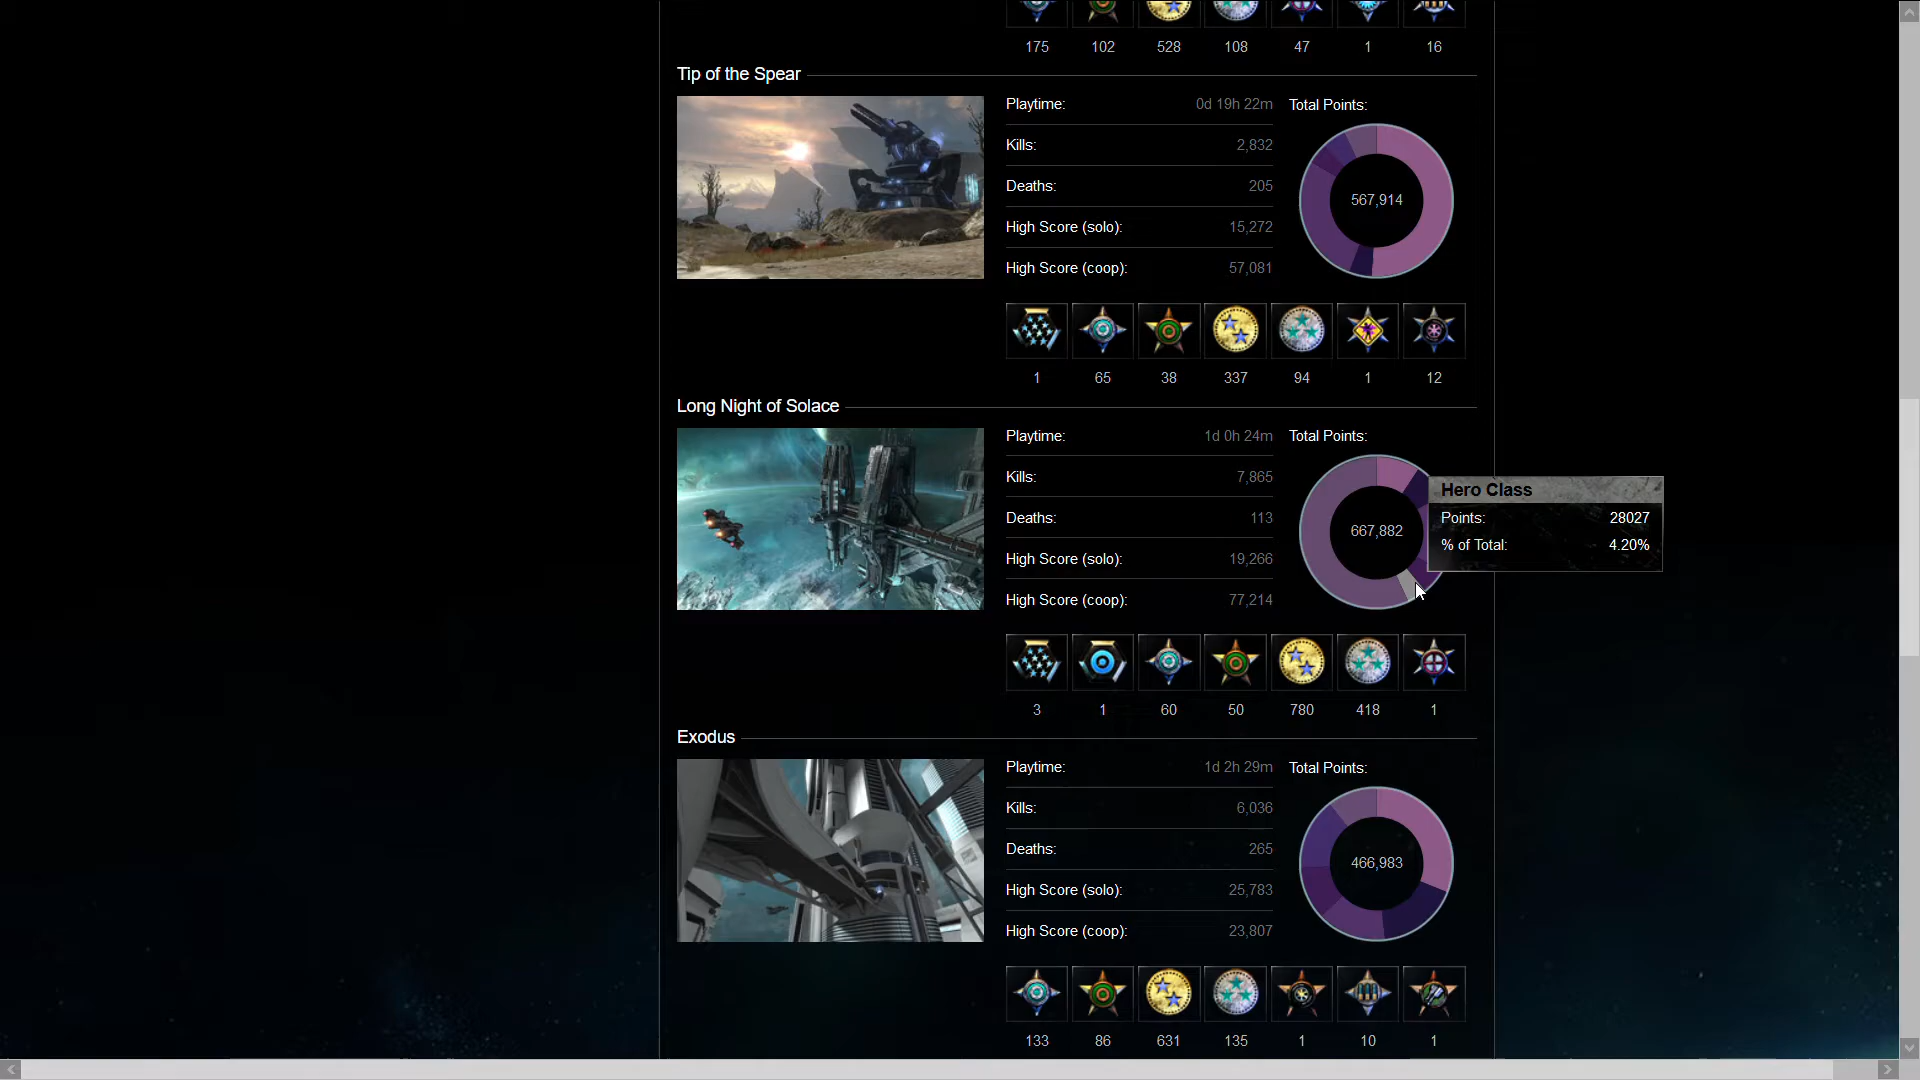 175 102 528 108 47 1 16
Tip of the Spear
Playtime: 0d 19h 22m Total Points:
Kills: 2,832
Deaths: 205
567,914
High Score (solo): 15,272
High Score (coop): 57,081
1 65 38 337 94 1 12
Long Night of Solace
Playtime: 1d 0h 24m Total Points:
Kills: 7,865
Hero Class
Deaths: 113
Points: 28027
667,882
% of Total: 4.20%
High Score (solo): 19,266
High Score (coop): 77,214
3 1 60 50 780 418 1
Exodus
Playtime: 1d 2h 29m Total Points:
Kills: 6,036
Deaths: 265
466,983
High Score (solo): 25,783
High Score (coop): 23,807
133 86 631 135 1 10 1